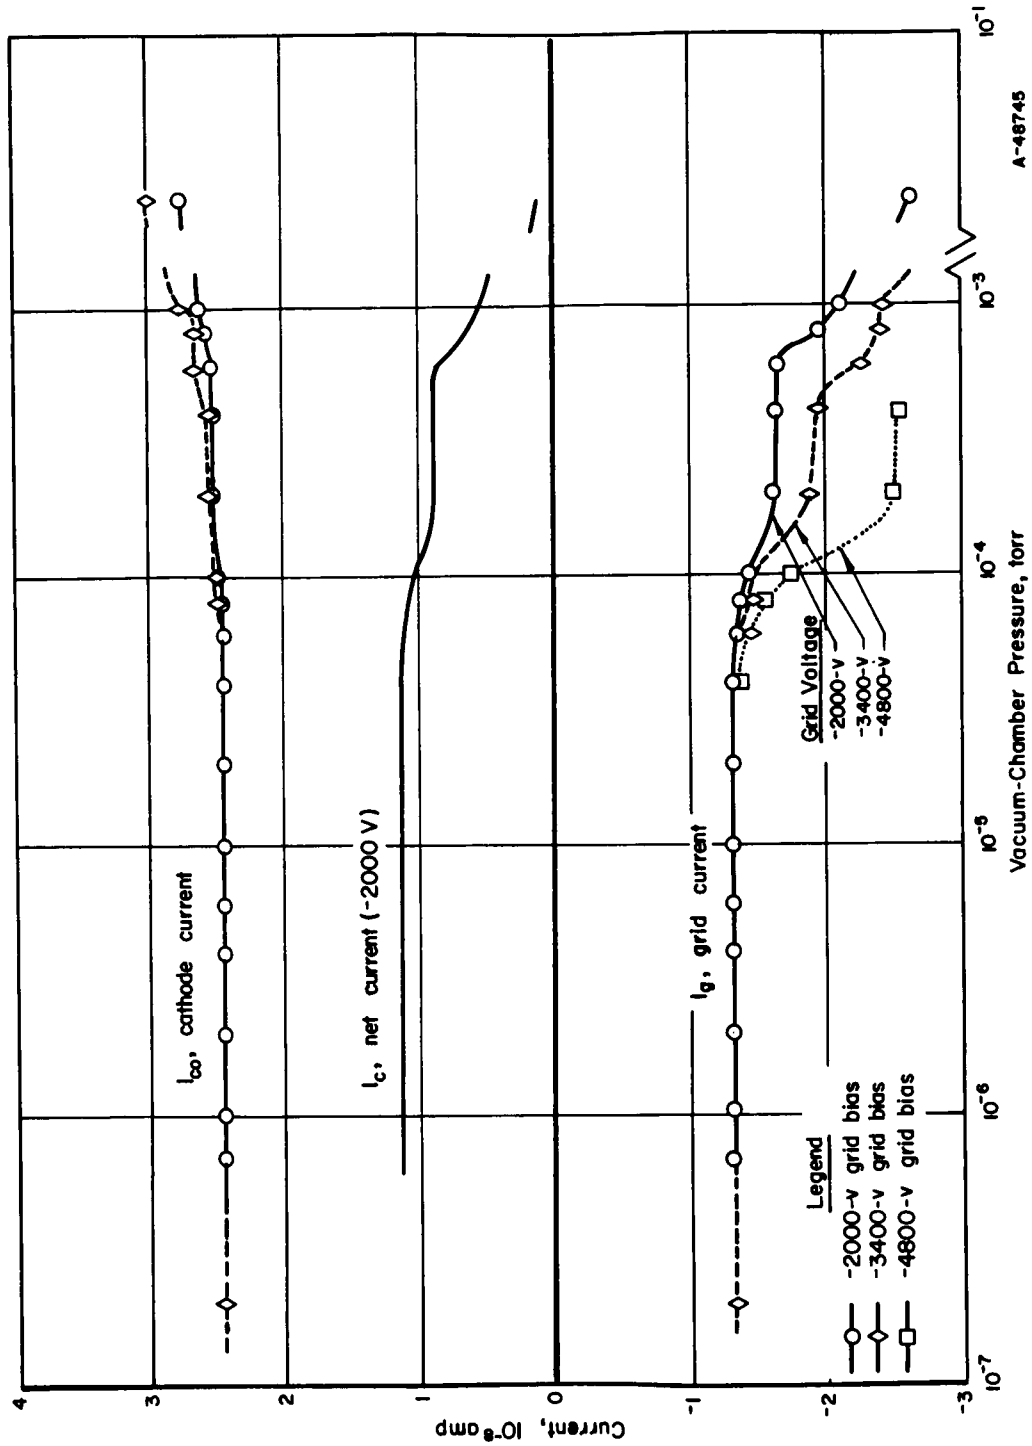 4
3
2
1
0
-1
-2
-3
Current, 10⁻⁸ amp
I_co, cathode current
I_c, net current (-2000 V)
I_g, grid current
Grid Voltage
-2000-v
-3400-v
-4800-v
Legend
-2000-v grid bias
-3400-v grid bias
-4800-v grid bias
10⁻⁷
10⁻⁶
10⁻⁵
10⁻⁴
10⁻³
10⁻¹
Vacuum-Chamber Pressure, torr
A-48745